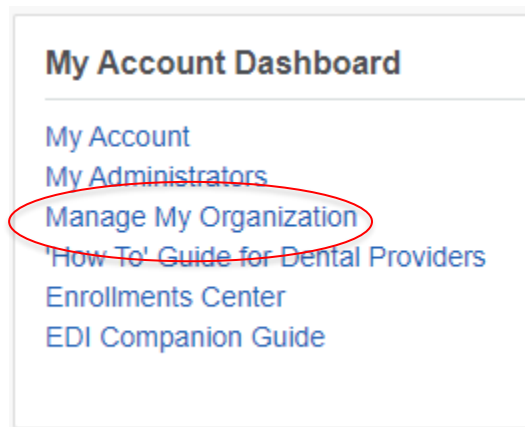 My Account Dashboard
My Account
My Administrators
Manage My Organization
'How To' Guide for Dental Providers
Enrollments Center
EDI Companion Guide